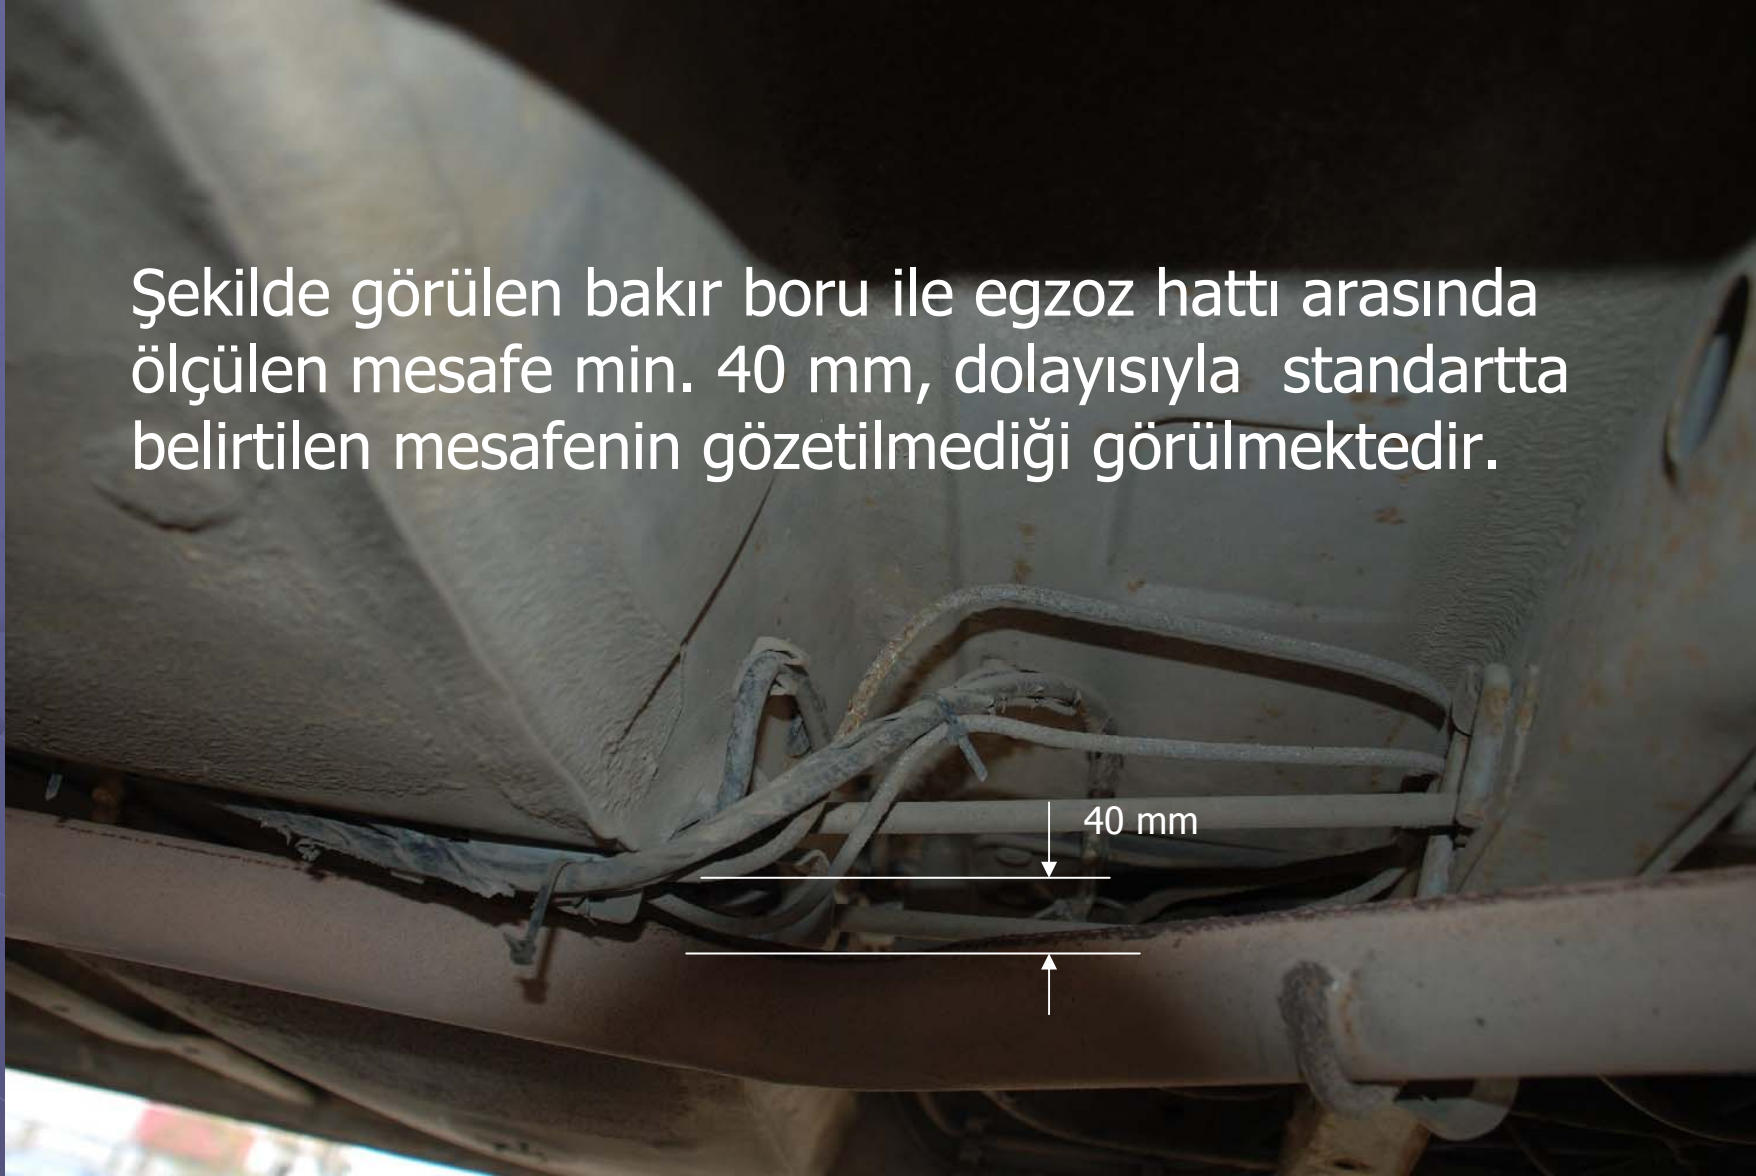 Şekilde görülen bakır boru ile egzoz hattı arasında
ölçülen mesafe min. 40 mm, dolayısıyla  standartta
belirtilen mesafenin gözetilmediği görülmektedir.
40 mm